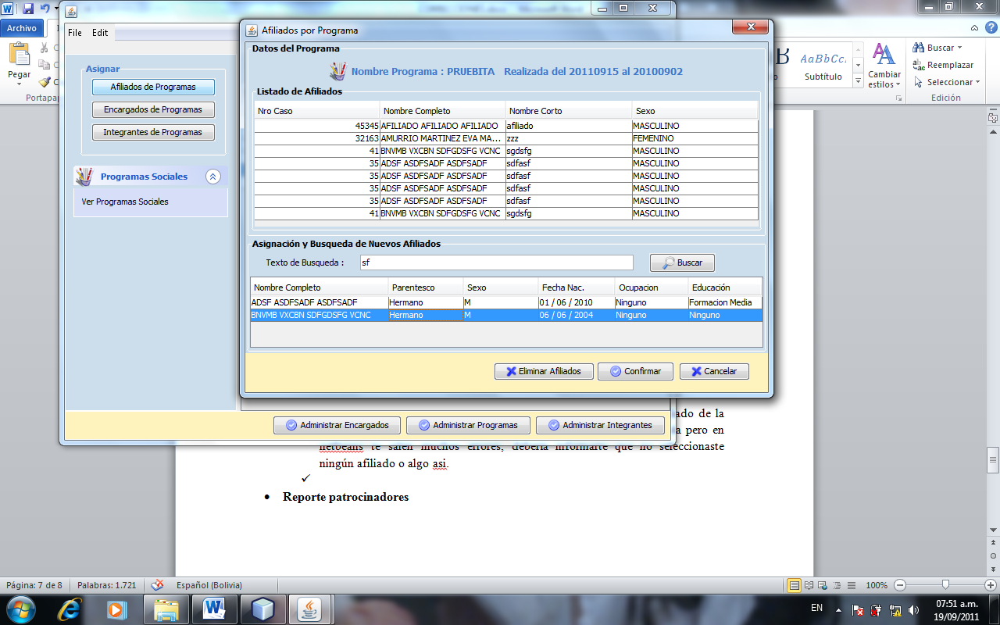 Archivo
Pegar
Portapap
File Edit
Asignar
Afiliados de Programas
Encargados de Programas
Integrantes de Programas
Programas Sociales
Ver Programas Sociales
Afiliados por Programa
Datos del Programa
Nombre Programa : PRUEBITA Realizada del 20110915 al 20100902
Listado de Afiliados
Nro Caso Nombre Completo Nombre Corto Sexo
45345 AFILIADO AFILIADO AFILIADO afiliado MASCULINO
32163 AMURRIO MARTINEZ EVA MA... zzz FEMENINO
41 BNVMB VXCBN SDFGDSFG VCNC sgdsfg MASCULINO
35 ADSF ASDFSADF ASDFSADF sdfasf MASCULINO
35 ADSF ASDFSADF ASDFSADF sdfasf MASCULINO
35 ADSF ASDFSADF ASDFSADF sdfasf MASCULINO
35 ADSF ASDFSADF ASDFSADF sdfasf MASCULINO
41 BNVMB VXCBN SDFGDSFG VCNC sgdsfg MASCULINO
Asignación y Busqueda de Nuevos Afiliados
Texto de Busqueda : sf Buscar
Nombre Completo Parentesco Sexo Fecha Nac. Ocupacion Educación
ADSF ASDFSADF ASDFSADF Hermano M 01 / 06 / 2010 Ninguno Formacion Media
BNVMB VXCBN SDFGDSFG VCNC Hermano M 06 / 06 / 2004 Ninguno Ninguno
Eliminar Afiliados Confirmar Cancelar
Administrar Encargados Administrar Programas Administrar Integrantes
AaBbCc.
Subtítulo
Cambiar
estilos
Buscar
Reemplazar
Seleccionar
Edición
ado de la
a pero en
netbeans te salen muchos errores, debería informarte que no seleccionaste
ningún afiliado o algo asi.
✓
• Reporte patrocinadores
Página: 7 de 8 Palabras: 1.721 Español (Bolivia) 100%
EN 07:51 a.m.
19/09/2011